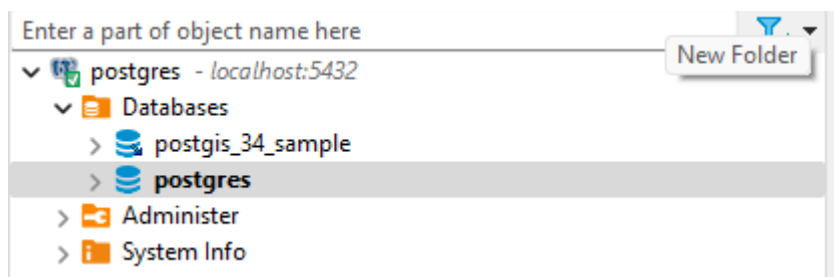 Enter a part of object name here
New Folder
postgres - localhost:5432
Databases
postgis_34_sample
postgres
Administer
System Info